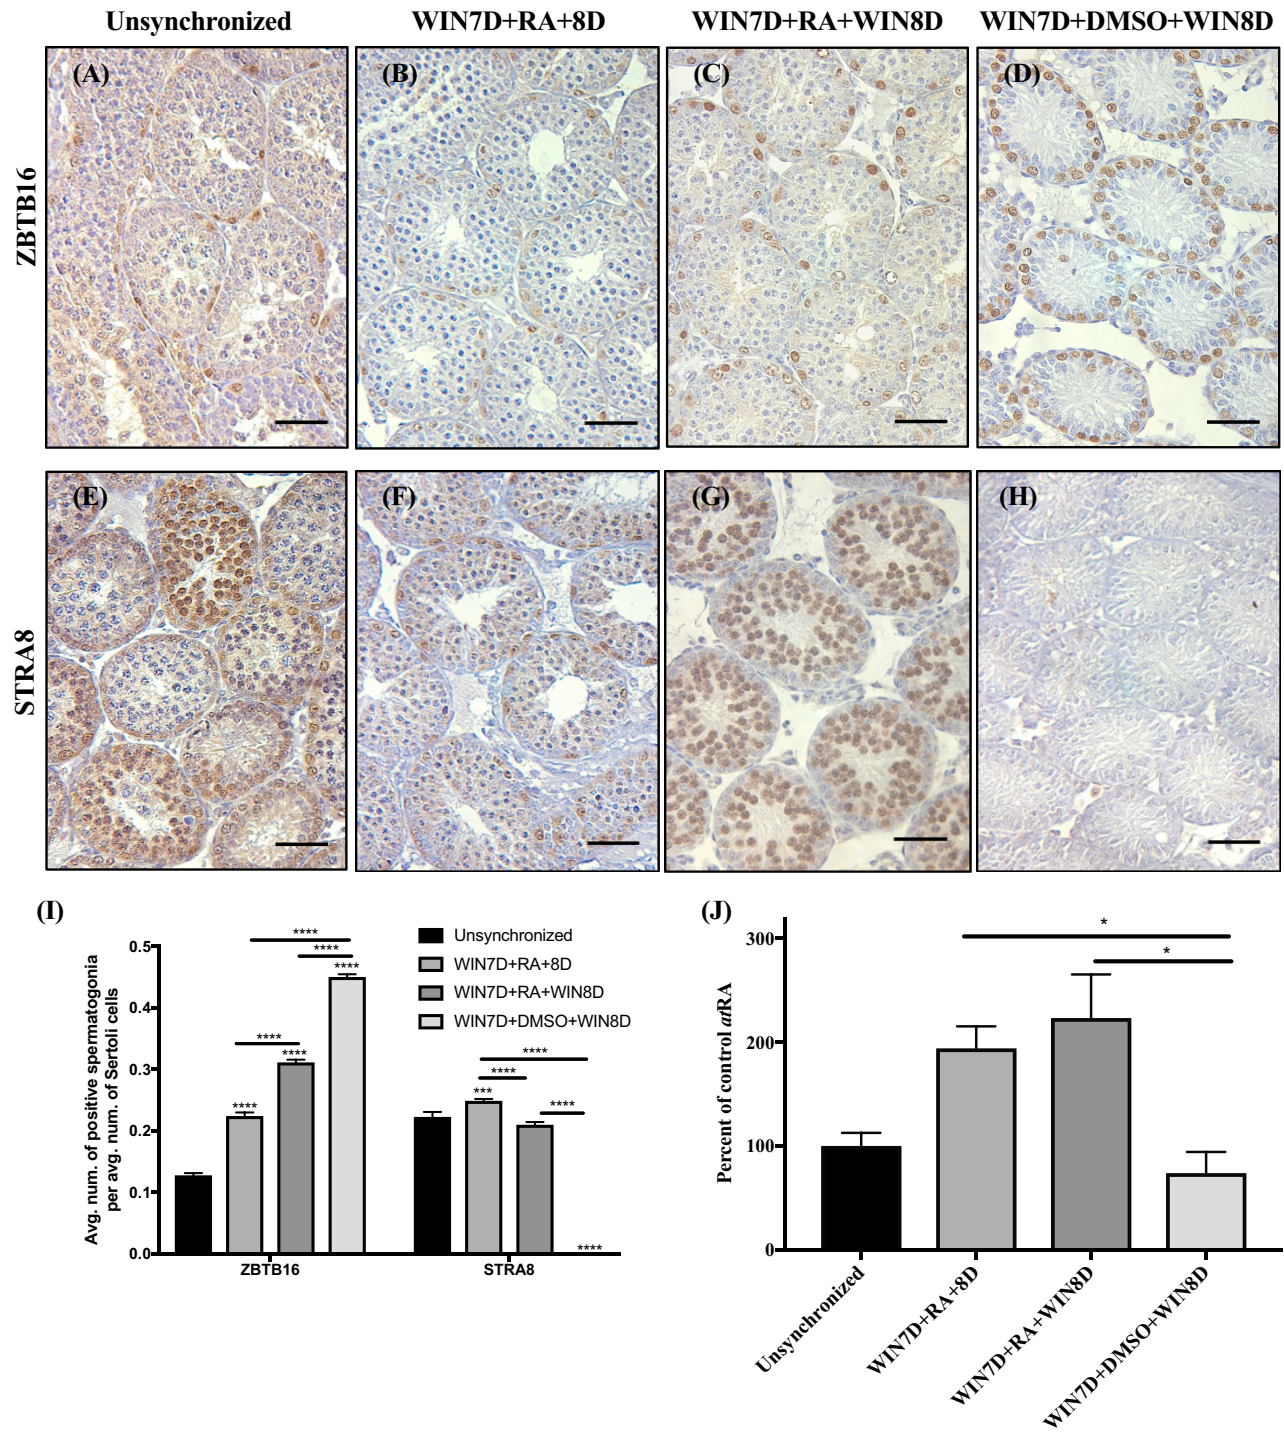 Unsynchronized
WIN7D+RA+8D
WIN7D+RA+WIN8D
WIN7D+DMSO+WIN8D
ZBTB16
(A)
(B)
(C)
(D)
STRA8
(E)
(F)
(G)
(H)
(I)
Avg. num. of positive spermatogonia
per avg. num. of Sertoli cells
0.5
0.4
0.3
0.2
0.1
0.0
****
****
****
****
****
****
****
****
***
****
****
Unsynchronized
WIN7D+RA+8D
WIN7D+RA+WIN8D
WIN7D+DMSO+WIN8D
ZBTB16
STRA8
(J)
Percent of control atRA
300
200
100
0
*
*
Unsynchronized
WIN7D+RA+8D
WIN7D+RA+WIN8D
WIN7D+DMSO+WIN8D